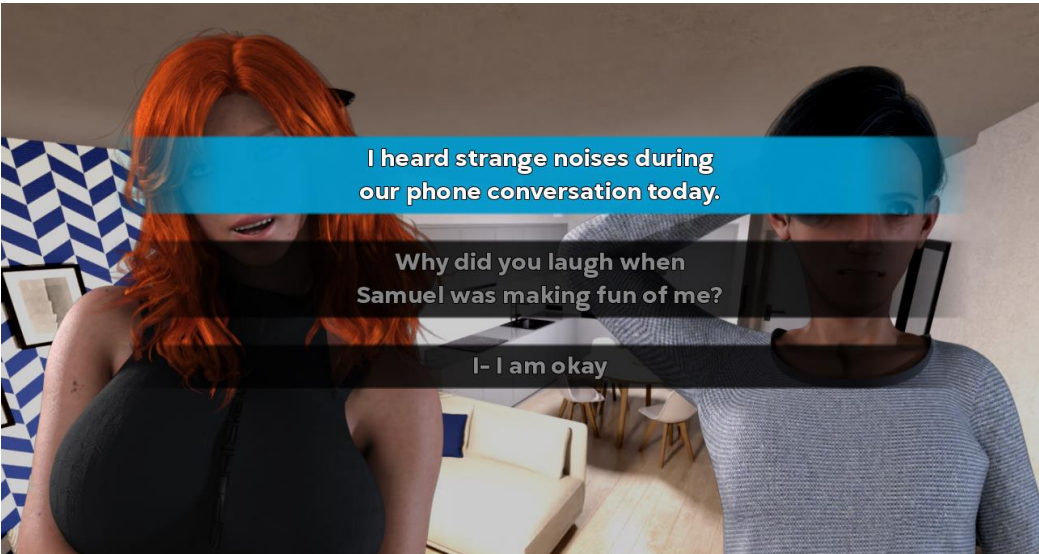 I heard strange noises during
our phone conversation today.
Why did you laugh when
Samuel was making fun of me?
I- I am okay